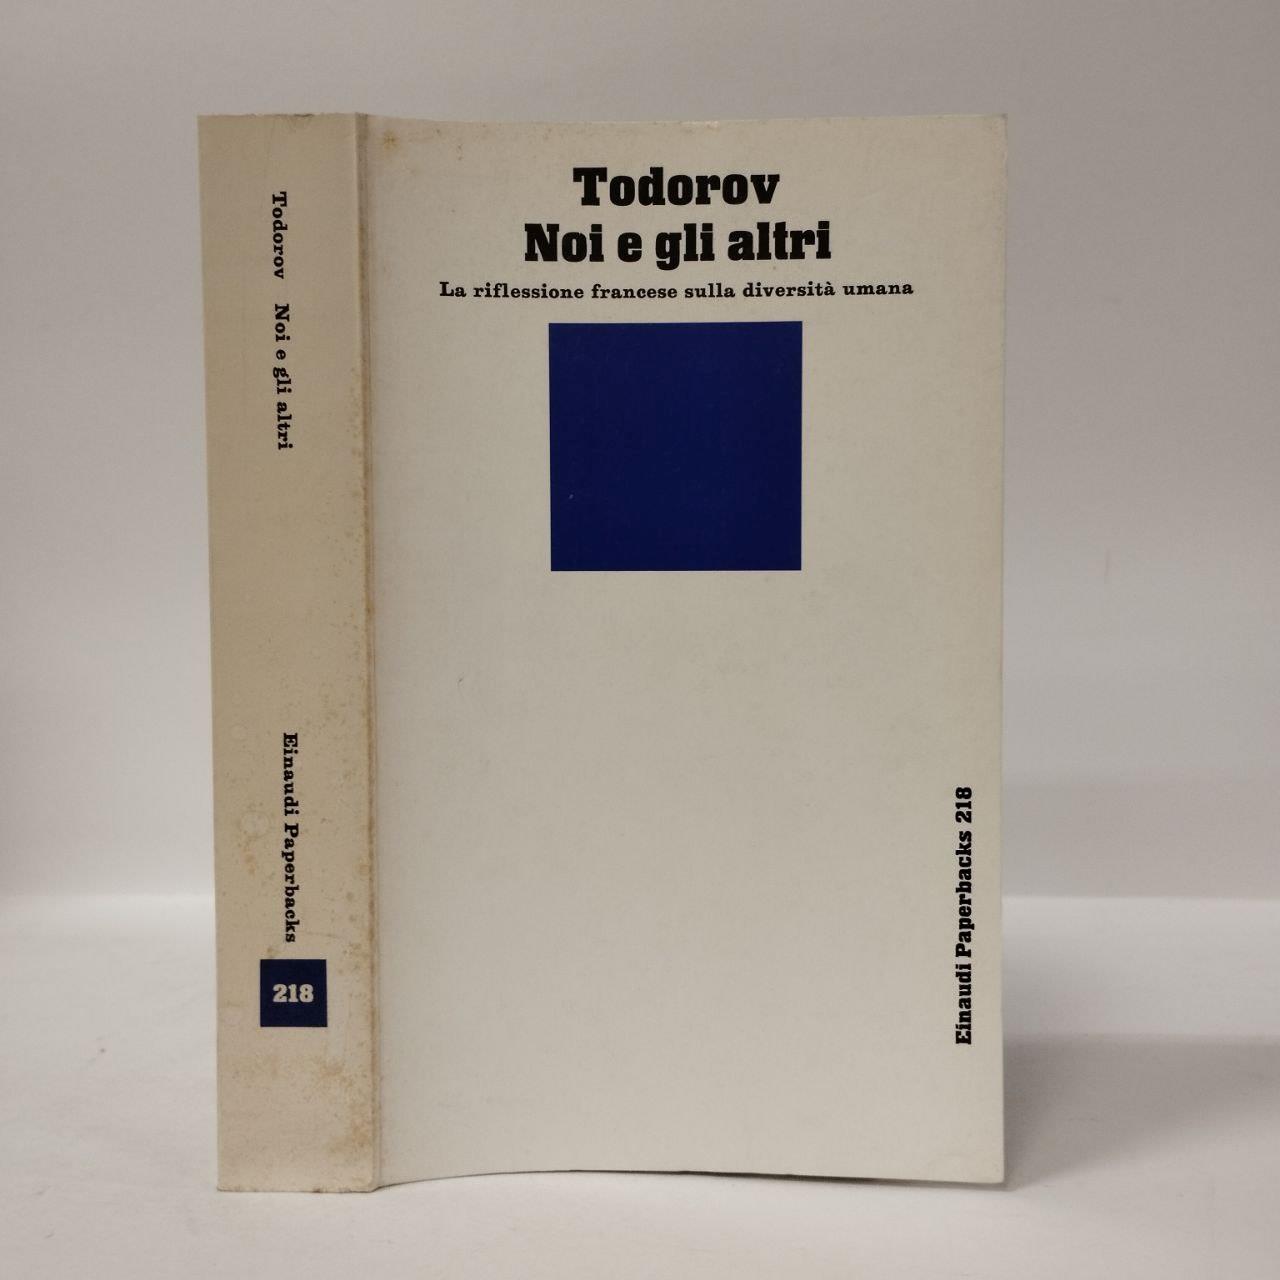 Todorov
Noi e gli altri
La riflessione francese sulla diversità umana
Einaudi Paperbacks 218
Todorov Noi e gli altri
Einaudi Paperbacks
218